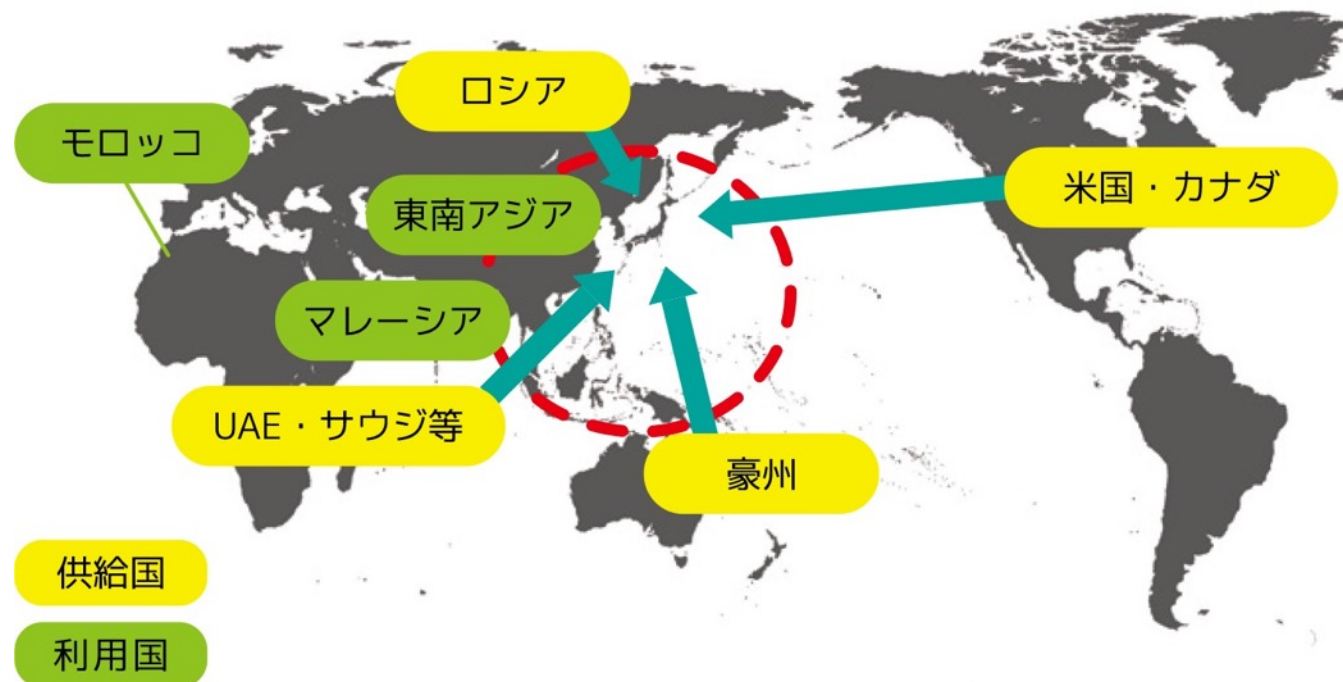 ロシア
モロッコ
米国・カナダ
東南アジア
マレーシア
UAE・サウジ等
豪州
供給国
利用国